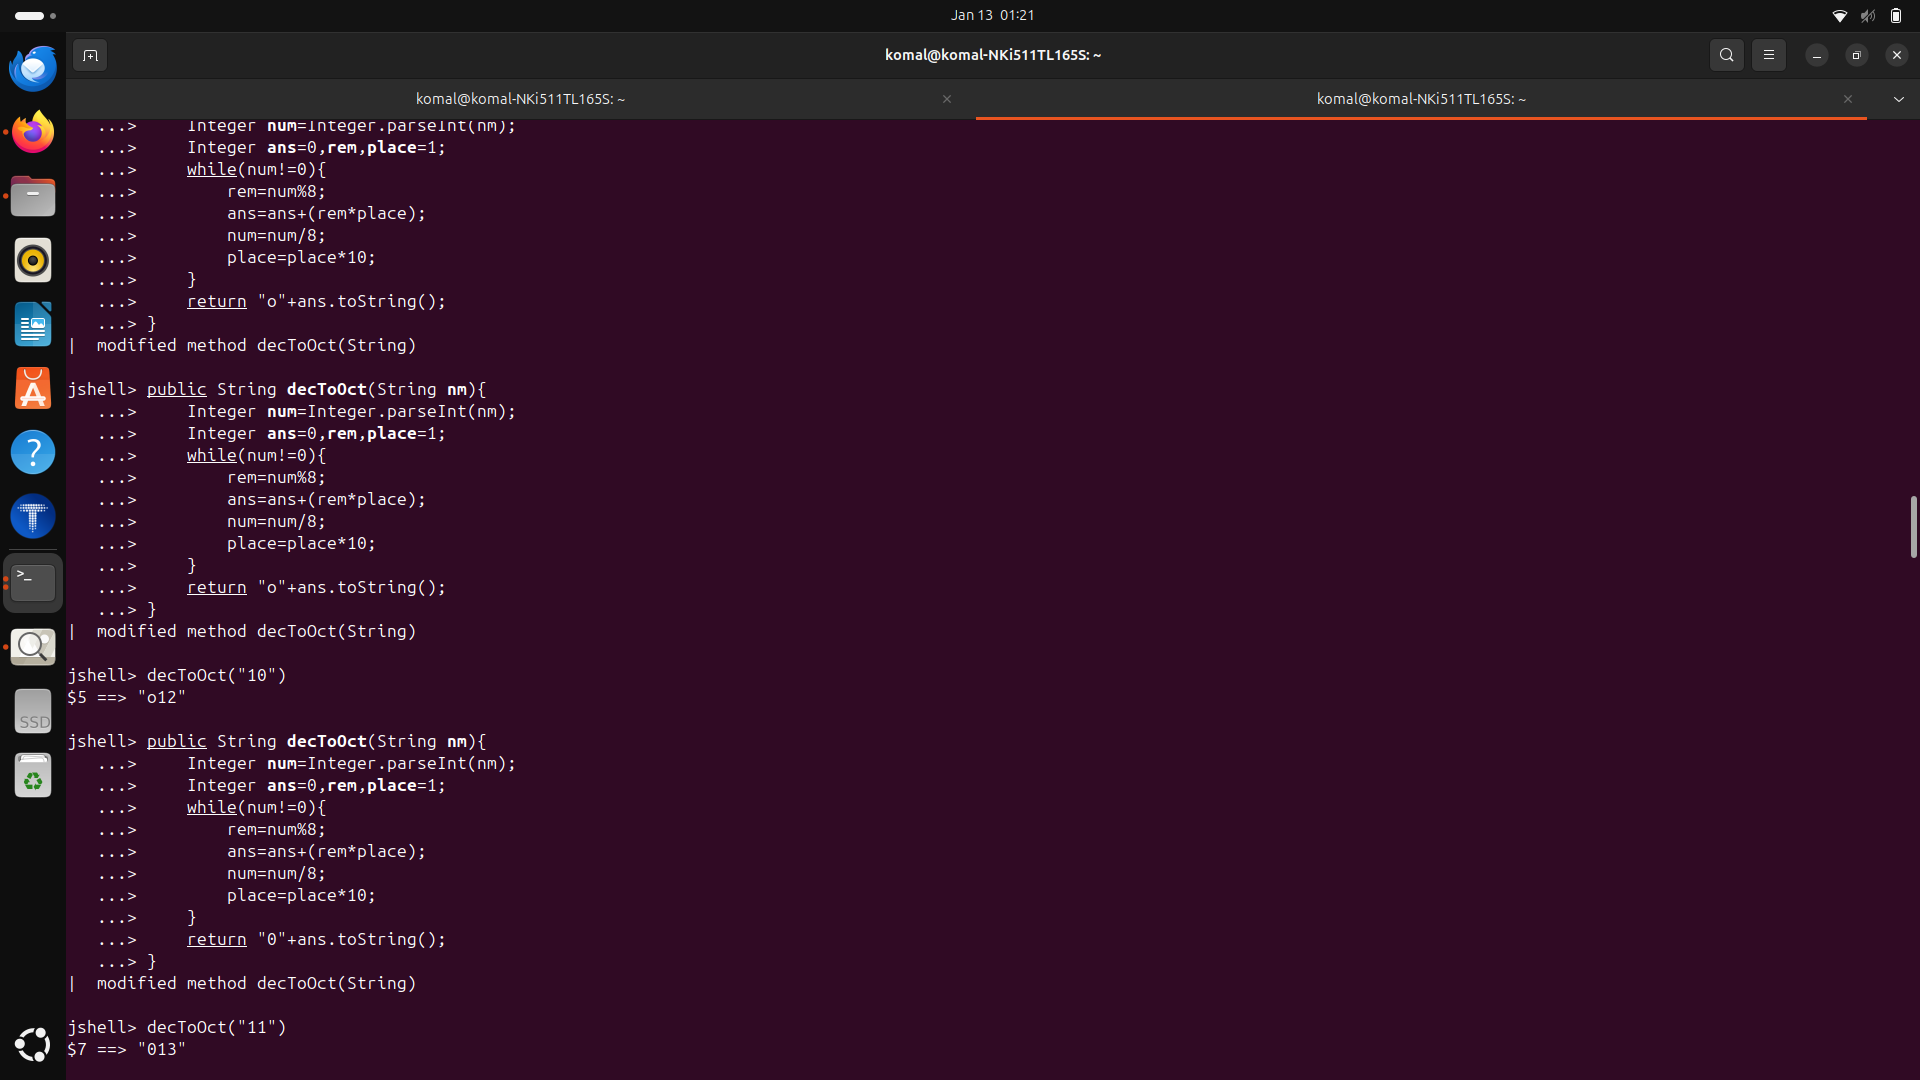 Jan 13 01:21
komal@komal-NKi511TL165S: ~
komal@komal-NKi511TL165S: ~
komal@komal-NKi511TL165S: ~
...>     Integer num=Integer.parseInt(nm);
...>     Integer ans=0,rem,place=1;
...>     while(num!=0){
...>         rem=num%8;
...>         ans=ans+(rem*place);
...>         num=num/8;
...>         place=place*10;
...>     }
...>     return "o"+ans.toString();
...> }
|  modified method decToOct(String)
jshell> public String decToOct(String nm){
...>     Integer num=Integer.parseInt(nm);
...>     Integer ans=0,rem,place=1;
...>     while(num!=0){
...>         rem=num%8;
...>         ans=ans+(rem*place);
...>         num=num/8;
...>         place=place*10;
...>     }
...>     return "o"+ans.toString();
...> }
|  modified method decToOct(String)
jshell> decToOct("10")
$5 ==> "o12"
jshell> public String decToOct(String nm){
...>     Integer num=Integer.parseInt(nm);
...>     Integer ans=0,rem,place=1;
...>     while(num!=0){
...>         rem=num%8;
...>         ans=ans+(rem*place);
...>         num=num/8;
...>         place=place*10;
...>     }
...>     return "0"+ans.toString();
...> }
|  modified method decToOct(String)
jshell> decToOct("11")
$7 ==> "013"
>_
SSD